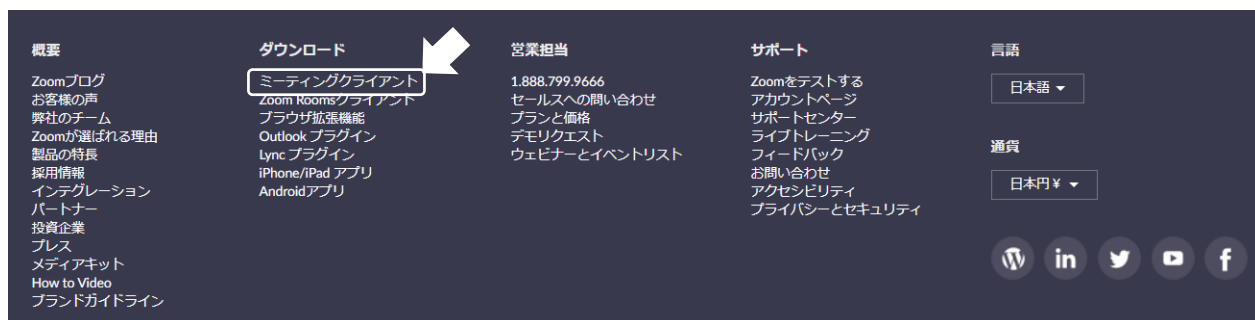 概要
Zoomブログ
お客様の声
弊社のチーム
Zoomが選ばれる理由
製品の特長
採用情報
インテグレーション
パートナー
投資企業
プレス
メディアキット
How to Video
ブランドガイドライン
ダウンロード
ミーティングクライアント
Zoom Roomsクライアント
ブラウザ拡張機能
Outlook プラグイン
Lync プラグイン
iPhone/iPad アプリ
Androidアプリ
営業担当
1.888.799.9666
セールスへの問い合わせ
プランと価格
デモリクエスト
ウェビナーとイベントリスト
サポート
Zoomをテストする
アカウントページ
サポートセンター
ライブトレーニング
フィードバック
お問い合わせ
アクセシビリティ
プライバシーとセキュリティ
言語
日本語
通貨
日本円 ¥